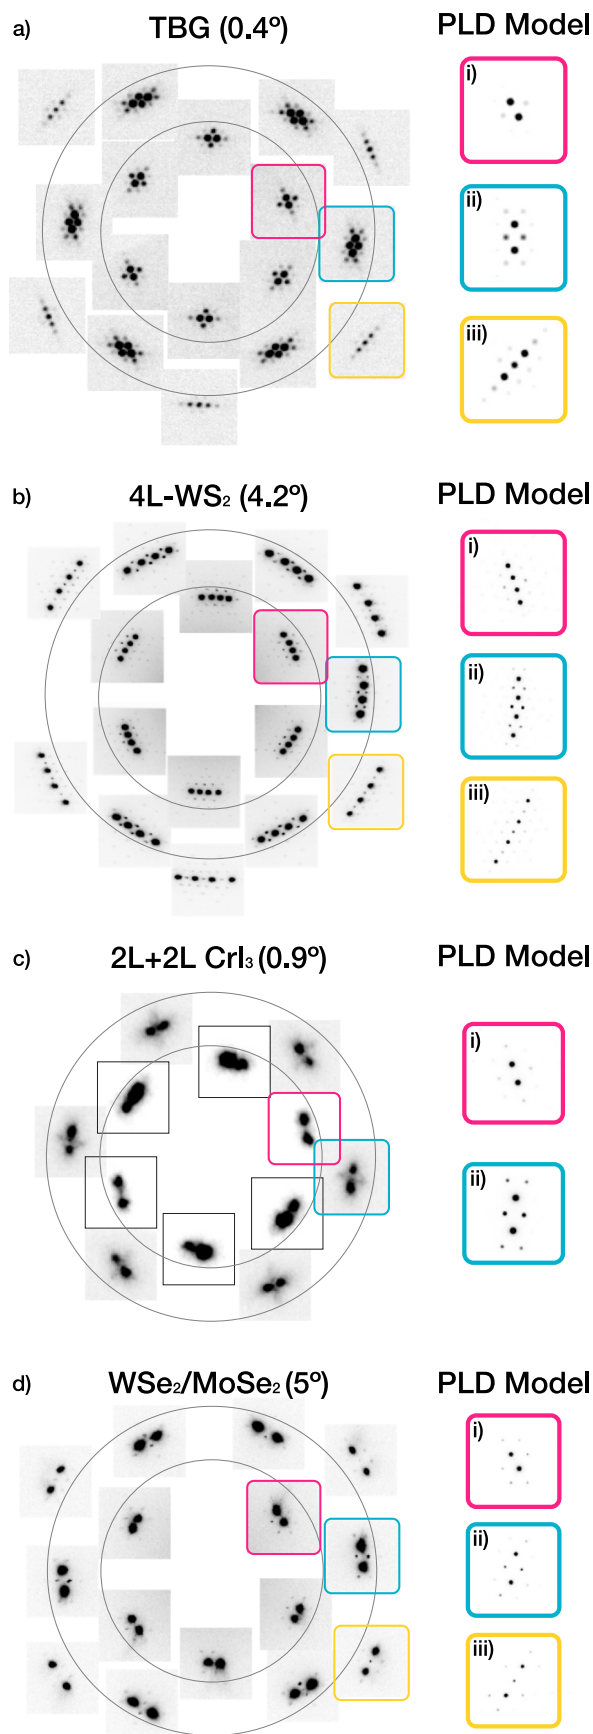 a) TBG (0.4º) PLD Model
i)
ii)
iii)
b) 4L-WS₂ (4.2º) PLD Model
i)
ii)
iii)
c) 2L+2L CrI₃ (0.9º) PLD Model
i)
ii)
d) WSe₂/MoSe₂ (5º) PLD Model
i)
ii)
iii)